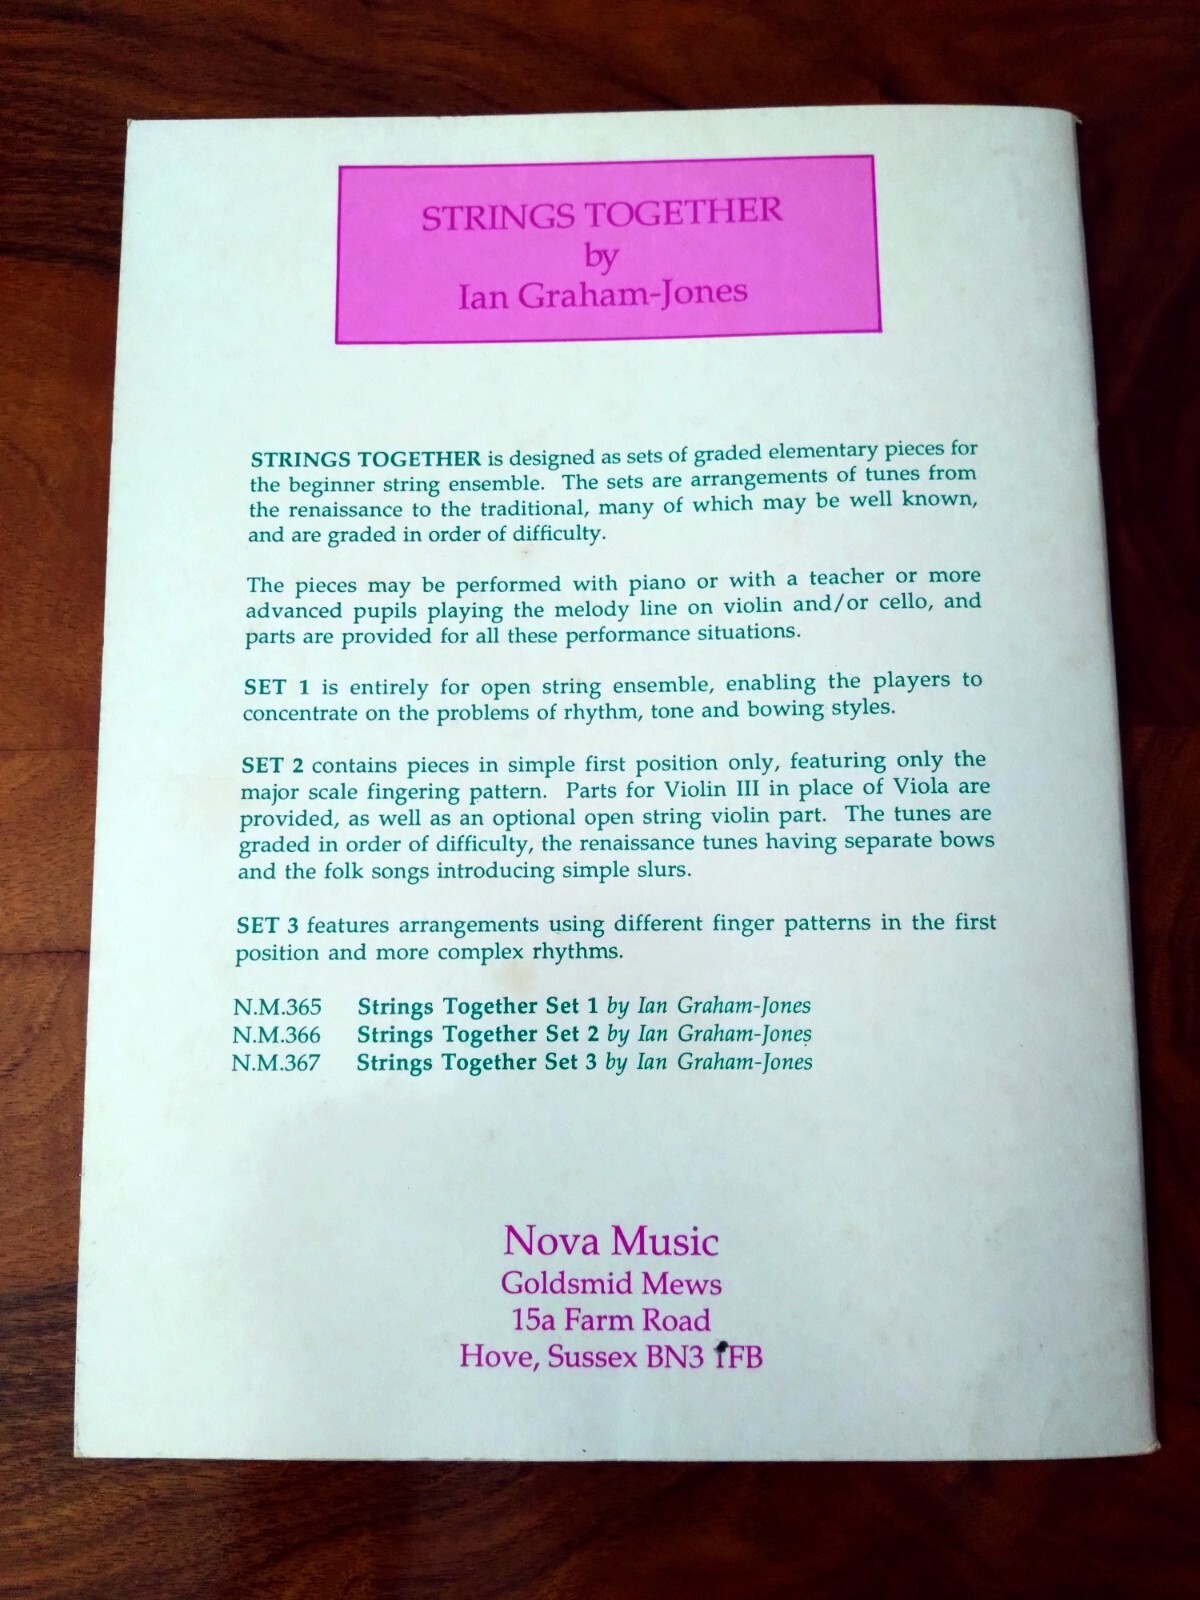 STRINGS TOGETHER
by
Ian Graham-Jones
STRINGS TOGETHER is designed as sets of graded elementary pieces for
the beginner string ensemble. The sets are arrangements of tunes from
the renaissance to the traditional, many of which may be well known,
and are graded in order of difficulty.
The pieces may be performed with piano or with a teacher or more
advanced pupils playing the melody line on violin and/or cello, and
parts are provided for all these performance situations.
SET 1 is entirely for open string ensemble, enabling the players to
concentrate on the problems of rhythm, tone and bowing styles.
SET 2 contains pieces in simple first position only, featuring only the
major scale fingering pattern. Parts for Violin III in place of Viola are
provided, as well as an optional open string violin part. The tunes are
graded in order of difficulty, the renaissance tunes having separate bows
and the folk songs introducing simple slurs.
SET 3 features arrangements using different finger patterns in the first
position and more complex rhythms.
N.M.365 Strings Together Set 1 by Ian Graham-Jones
N.M.366 Strings Together Set 2 by Ian Graham-Jones
N.M.367 Strings Together Set 3 by Ian Graham-Jones
Nova Music
Goldsmid Mews
15a Farm Road
Hove, Sussex BN3 1FB